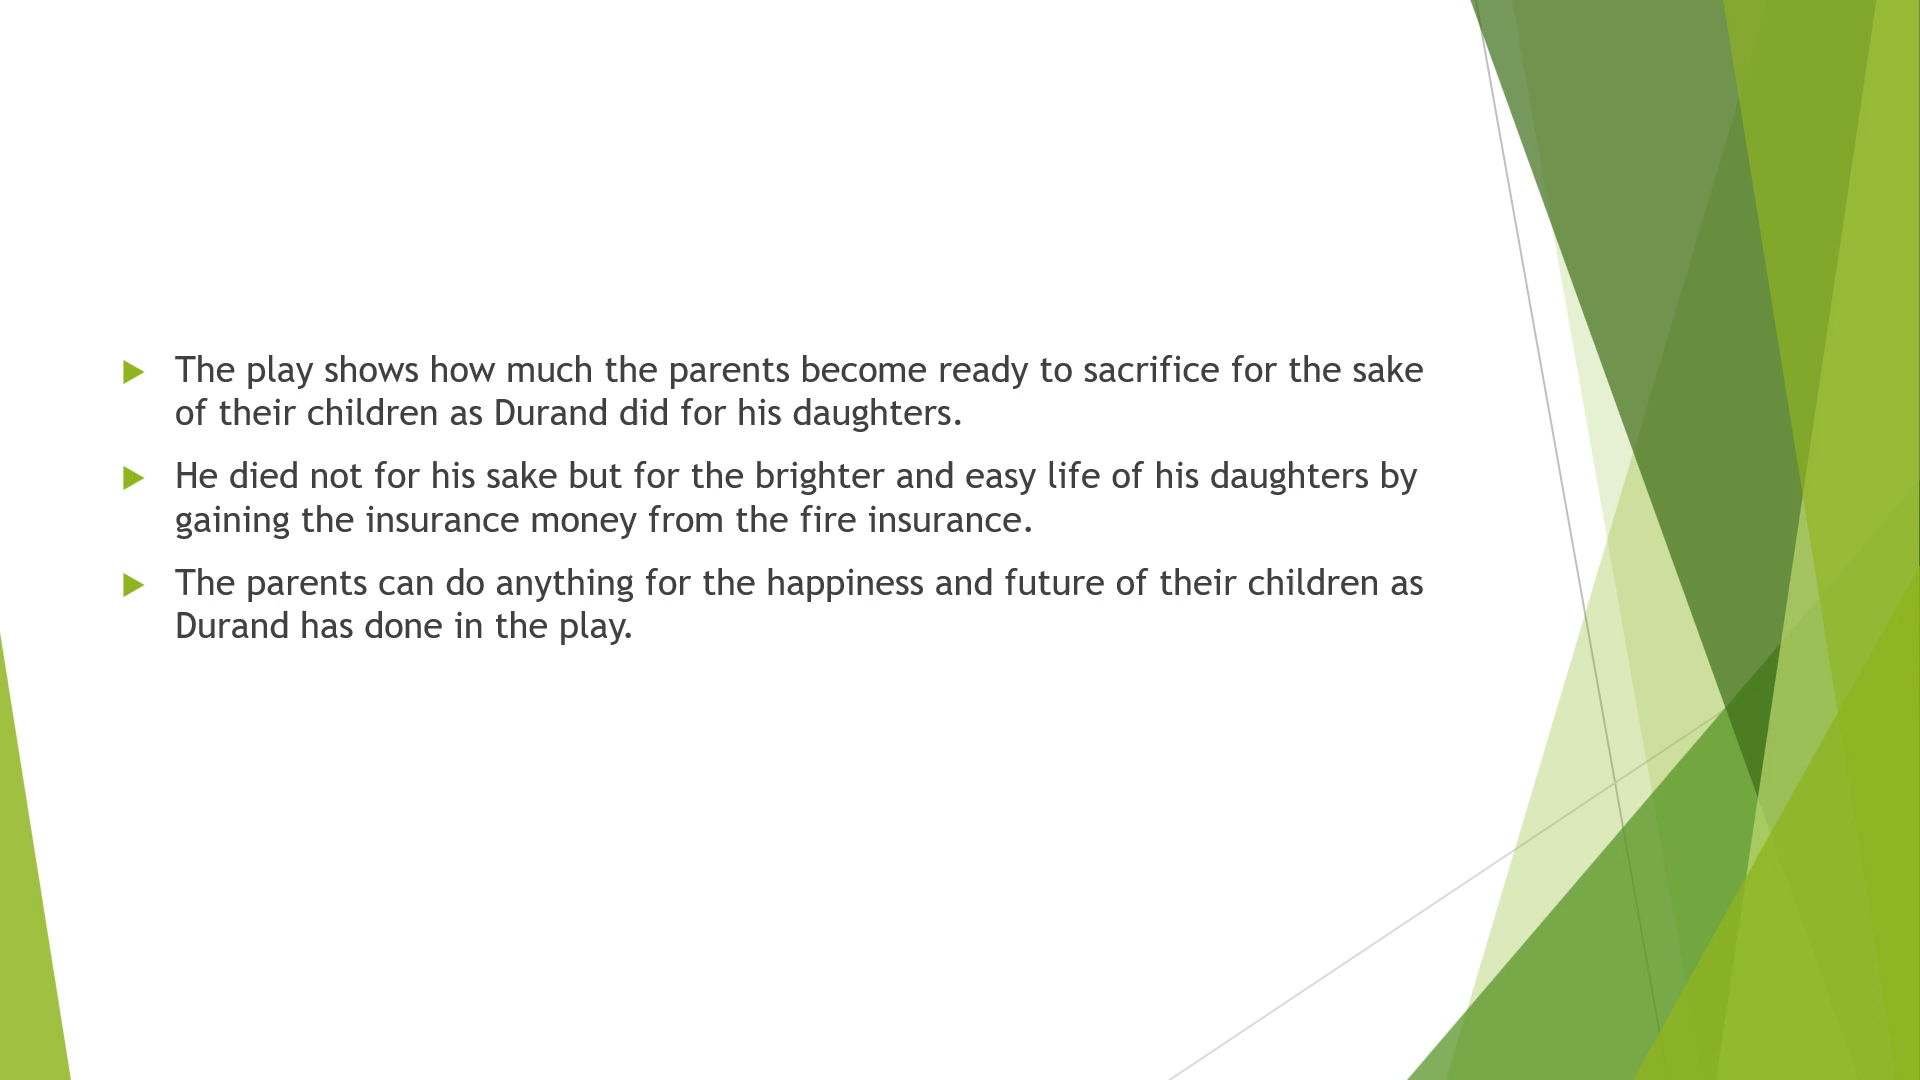 The play shows how much the parents become ready to sacrifice for the sake
of their children as Durand did for his daughters.
He died not for his sake but for the brighter and easy life of his daughters by
gaining the insurance money from the fire insurance.
The parents can do anything for the happiness and future of their children as
Durand has done in the play.